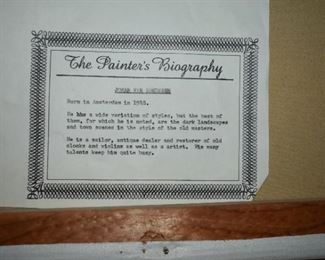 The Painter's Biography
JOHAN VAN
Born in Amsterdam in 1918.
He has a wide variation of styles, but the best of
them, for which he is noted, are the dark landscapes
and town scenes in the style of the old masters.
He is a sailor, antique dealer and restorer of old
clocks and violins as well as a artist. His many
talents keep him quite busy.